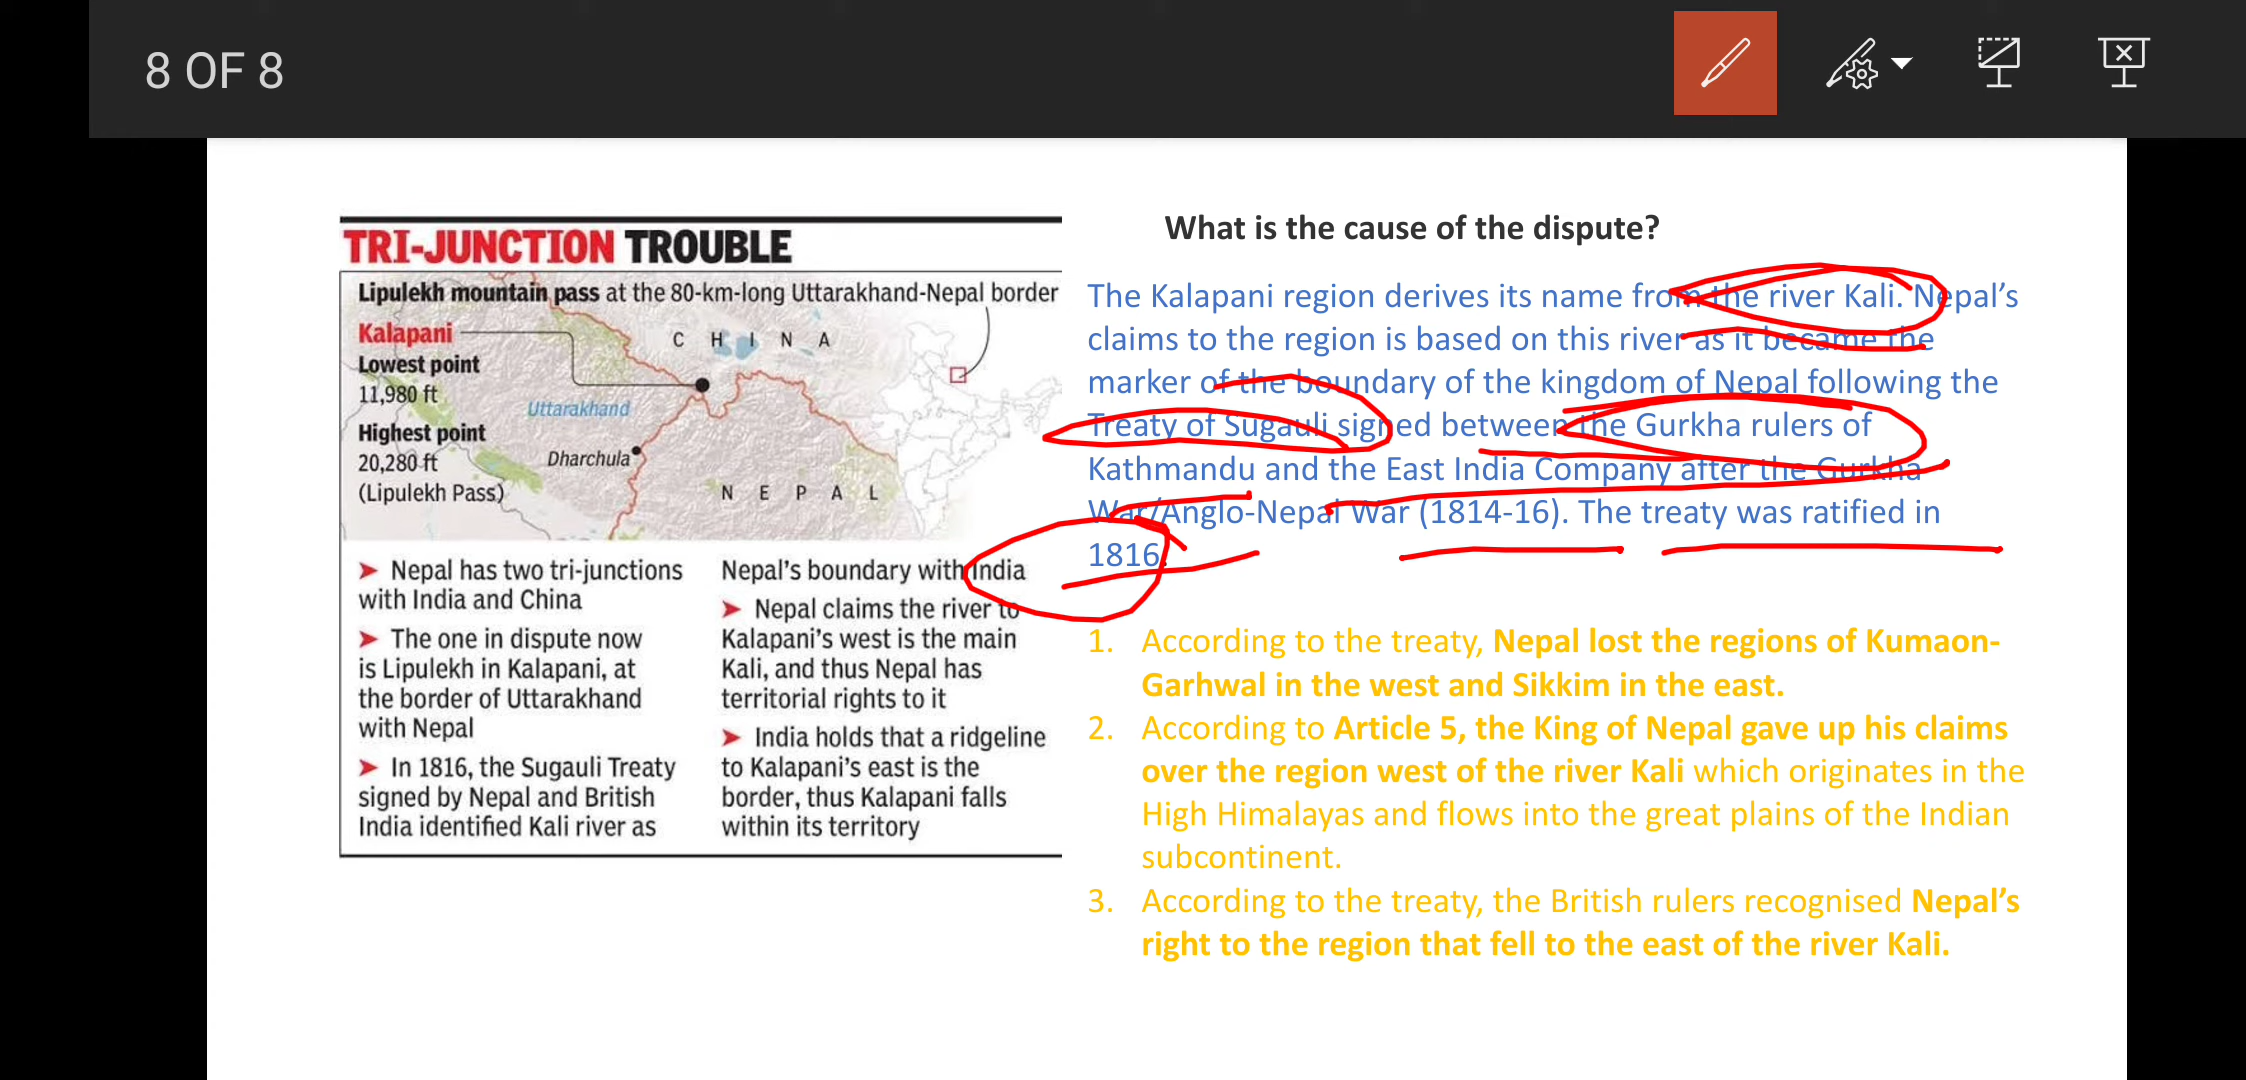 8 OF 8
TRI-JUNCTION TROUBLE
Lipulekh mountain pass at the 80-km-long Uttarakhand-Nepal border
Kalapani
Lowest point
11,980 ft
Highest point
20,280 ft
(Lipulekh Pass)
C H I N A
Uttarakhand
Dharchula
N E P A L
➤ Nepal has two tri-junctions
with India and China
➤ The one in dispute now
is Lipulekh in Kalapani, at
the border of Uttarakhand
with Nepal
➤ In 1816, the Sugauli Treaty
signed by Nepal and British
India identified Kali river as
Nepal's boundary with India
➤ Nepal claims the river to
Kalapani's west is the main
Kali, and thus Nepal has
territorial rights to it
➤ India holds that a ridgeline
to Kalapani's east is the
border, thus Kalapani falls
within its territory
What is the cause of the dispute?
The Kalapani region derives its name from the river Kali. Nepal’s
claims to the region is based on this river as it became the
marker of the boundary of the kingdom of Nepal following the
Treaty of Sugauli signed between the Gurkha rulers of
Kathmandu and the East India Company after the Gurkha
War/Anglo-Nepal War (1814-16). The treaty was ratified in
1816.
1. According to the treaty, Nepal lost the regions of Kumaon-
Garhwal in the west and Sikkim in the east.
2. According to Article 5, the King of Nepal gave up his claims
over the region west of the river Kali which originates in the
High Himalayas and flows into the great plains of the Indian
subcontinent.
3. According to the treaty, the British rulers recognised Nepal’s
right to the region that fell to the east of the river Kali.